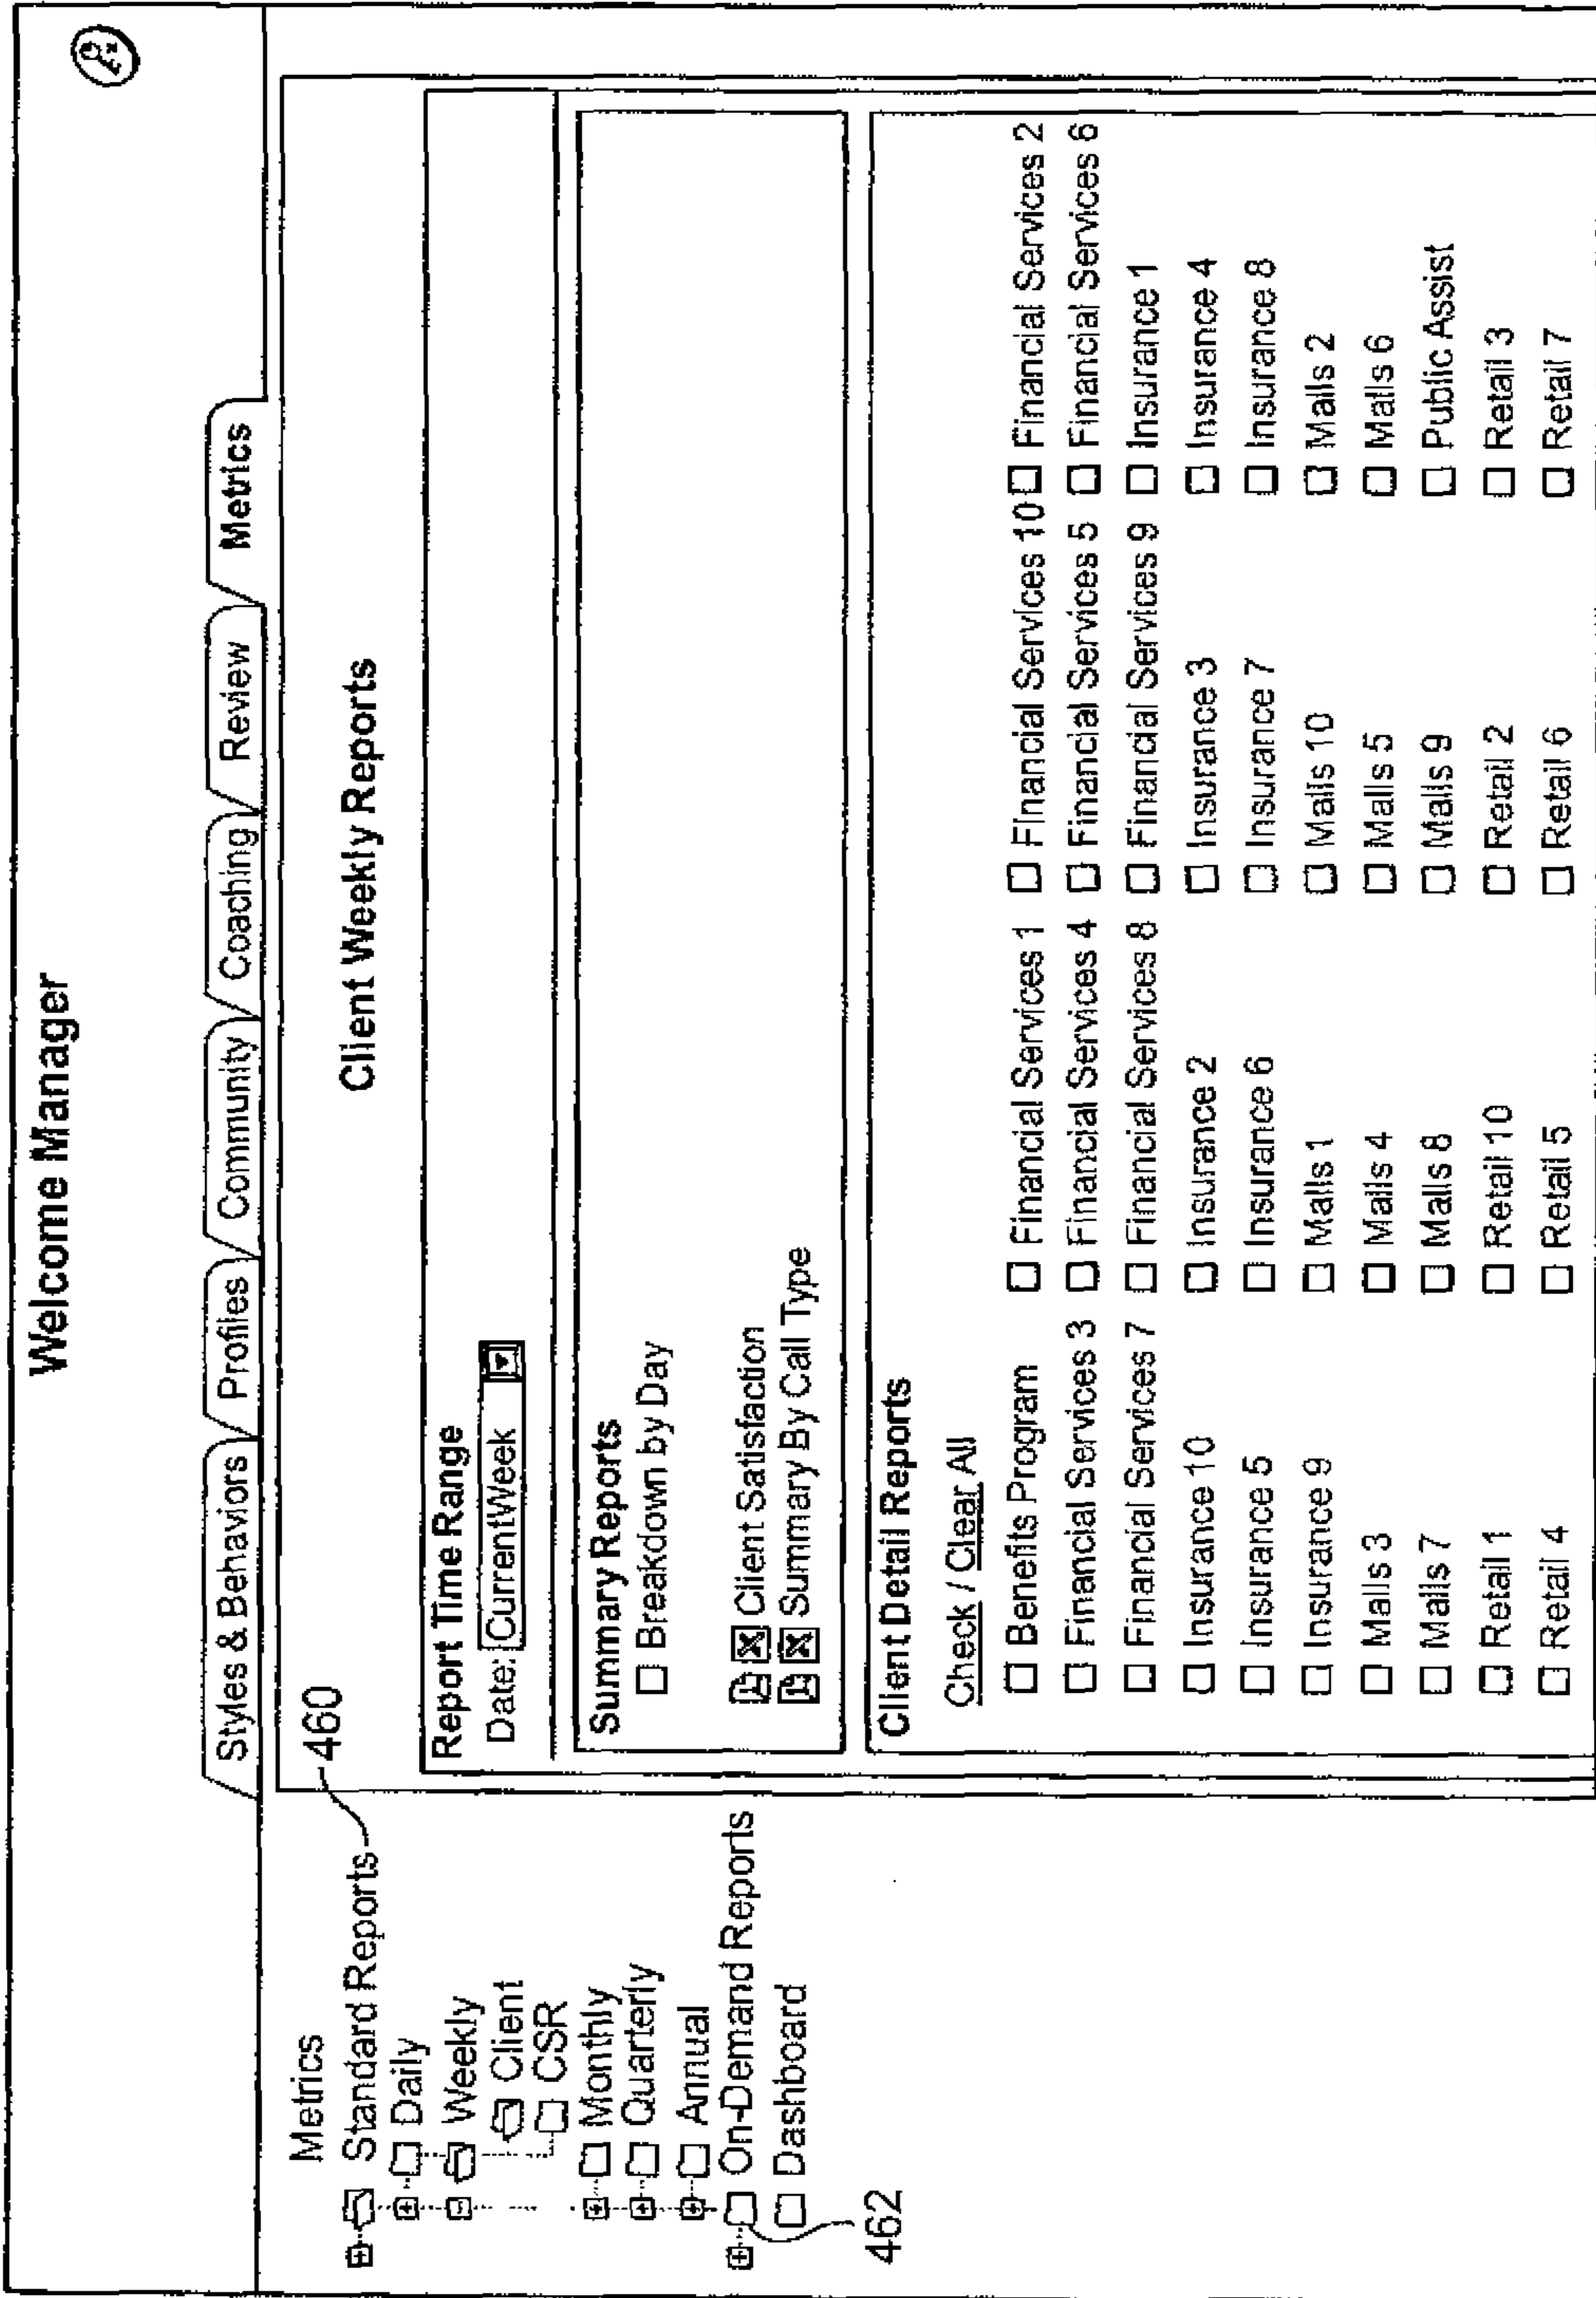 Welcome Manager
Styles & Behaviors Profiles Community Coaching Review Metrics
Metrics
Standard Reports
460
Daily
Weekly
Client
CSR
Monthly
Quarterly
Annual
On-Demand Reports
Dashboard
462
Client Weekly Reports
Report Time Range
Date: CurrentWeek
Summary Reports
Breakdown by Day
Client Satisfaction
Summary By Call Type
Client Detail Reports
Check / Clear All
Benefits Program Financial Services 1 Financial Services 10 Financial Services 2
Financial Services 3 Financial Services 4 Financial Services 5 Financial Services 6
Financial Services 7 Financial Services 8 Financial Services 9 Insurance 1
Insurance 10 Insurance 2 Insurance 3 Insurance 4
Insurance 5 Insurance 6 Insurance 7 Insurance 8
Insurance 9 Malls 1 Malls 10 Malls 2
Malls 3 Malls 4 Malls 5 Malls 6
Malls 7 Malls 8 Malls 9 Public Assist
Retail 1 Retail 10 Retail 2 Retail 3
Retail 4 Retail 5 Retail 6 Retail 7